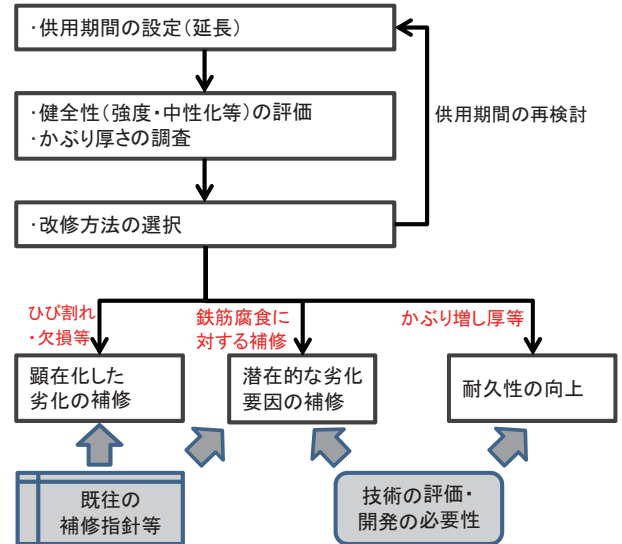 ・供用期間の設定(延長)
・健全性(強度・中性化等)の評価
・かぶり厚さの調査
供用期間の再検討
・改修方法の選択
ひび割れ
・欠損等
鉄筋腐食に
対する補修
かぶり増し厚等
顕在化した
劣化の補修
潜在的な劣化
要因の補修
耐久性の向上
既往の
補修指針等
技術の評価・
開発の必要性